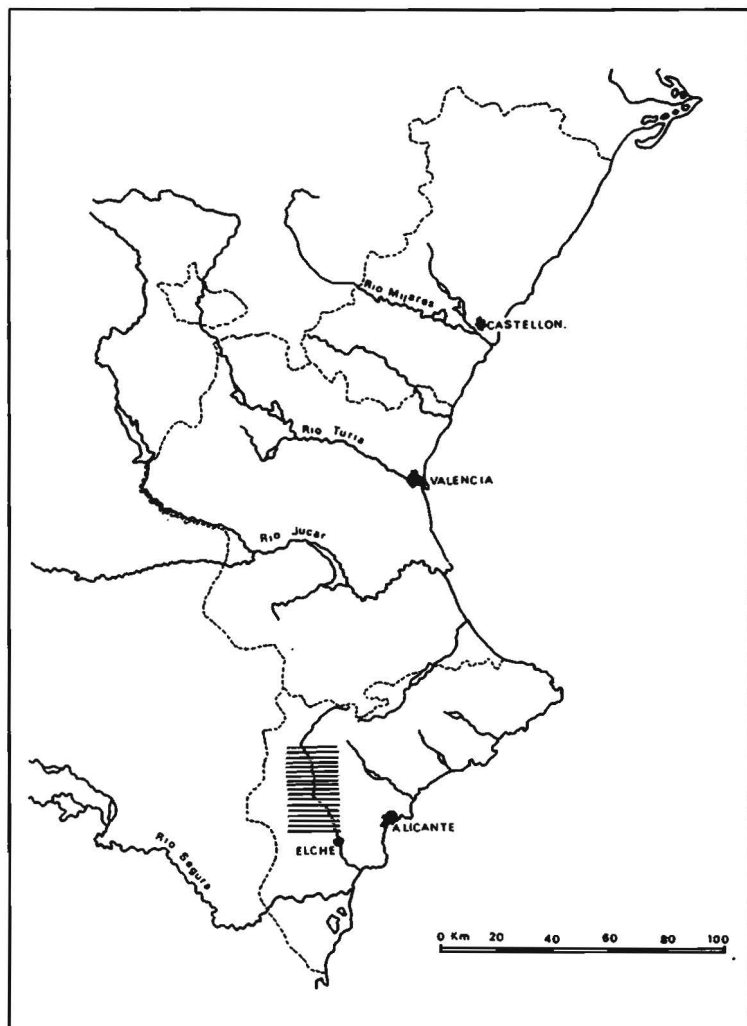 Rio Mijares
CASTELLON.
Rio Turia
VALENCIA
Rio Jucar
ALICANTE
ELCHE
Rio Segura
0 Km 20 40 60 80 100